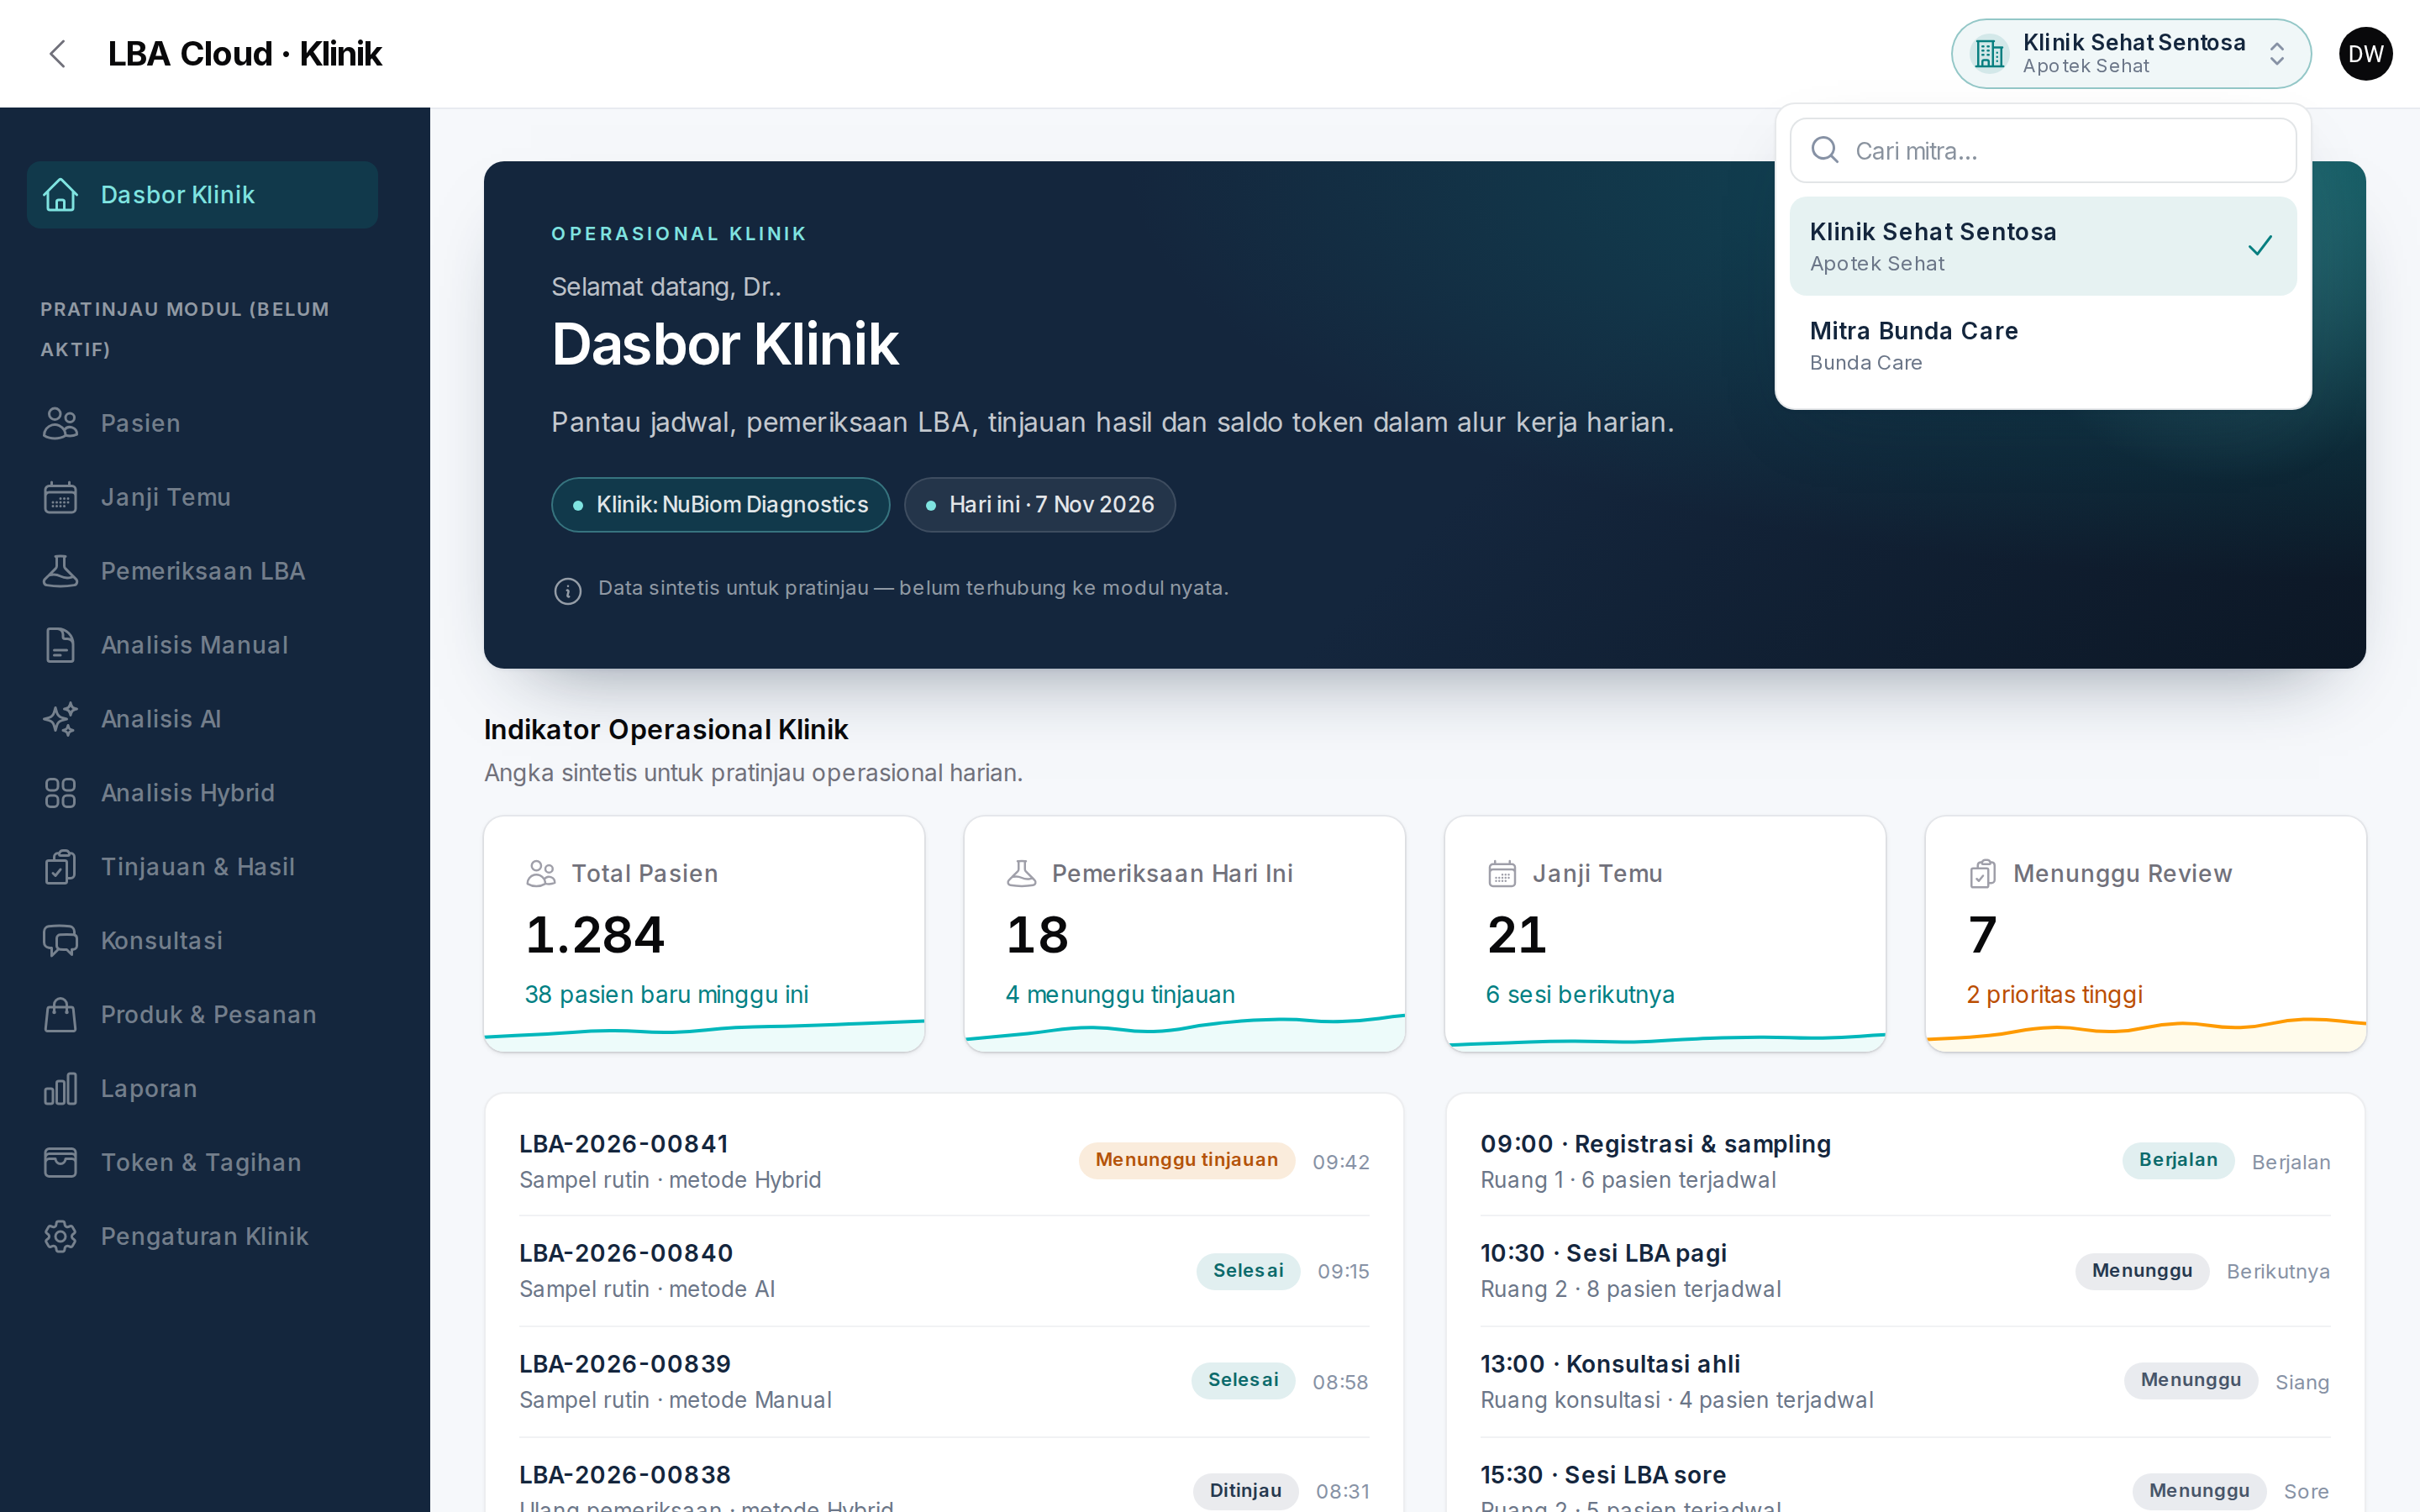 LBA Cloud · Klinik
Klinik Sehat Sentosa
Apotek Sehat
DW
Cari mitra...
Klinik Sehat Sentosa
Apotek Sehat
Mitra Bunda Care
Bunda Care
Dasbor Klinik
PRATINJAU MODUL (BELUM
AKTIF)
Pasien
Janji Temu
Pemeriksaan LBA
Analisis Manual
Analisis AI
Analisis Hybrid
Tinjauan & Hasil
Konsultasi
Produk & Pesanan
Laporan
Token & Tagihan
Pengaturan Klinik
OPERASIONAL KLINIK
Selamat datang, Dr..
Dasbor Klinik
Pantau jadwal, pemeriksaan LBA, tinjauan hasil dan saldo token dalam alur kerja harian.
Klinik: NuBiom Diagnostics
Hari ini · 7 Nov 2026
Data sintetis untuk pratinjau — belum terhubung ke modul nyata.
Indikator Operasional Klinik
Angka sintetis untuk pratinjau operasional harian.
Total Pasien
1.284
38 pasien baru minggu ini
Pemeriksaan Hari Ini
18
4 menunggu tinjauan
Janji Temu
21
6 sesi berikutnya
Menunggu Review
7
2 prioritas tinggi
LBA-2026-00841
Sampel rutin · metode Hybrid
Menunggu tinjauan
09:42
LBA-2026-00840
Sampel rutin · metode AI
Selesai
09:15
LBA-2026-00839
Sampel rutin · metode Manual
Selesai
08:58
LBA-2026-00838
Ulang pemeriksaan · metode Hybrid
Ditinjau
08:31
09:00 · Registrasi & sampling
Ruang 1 · 6 pasien terjadwal
Berjalan
Berjalan
10:30 · Sesi LBA pagi
Ruang 2 · 8 pasien terjadwal
Menunggu
Berikutnya
13:00 · Konsultasi ahli
Ruang konsultasi · 4 pasien terjadwal
Menunggu
Siang
15:30 · Sesi LBA sore
Ruang 2 · 5 pasien terjadwal
Menunggu
Sore